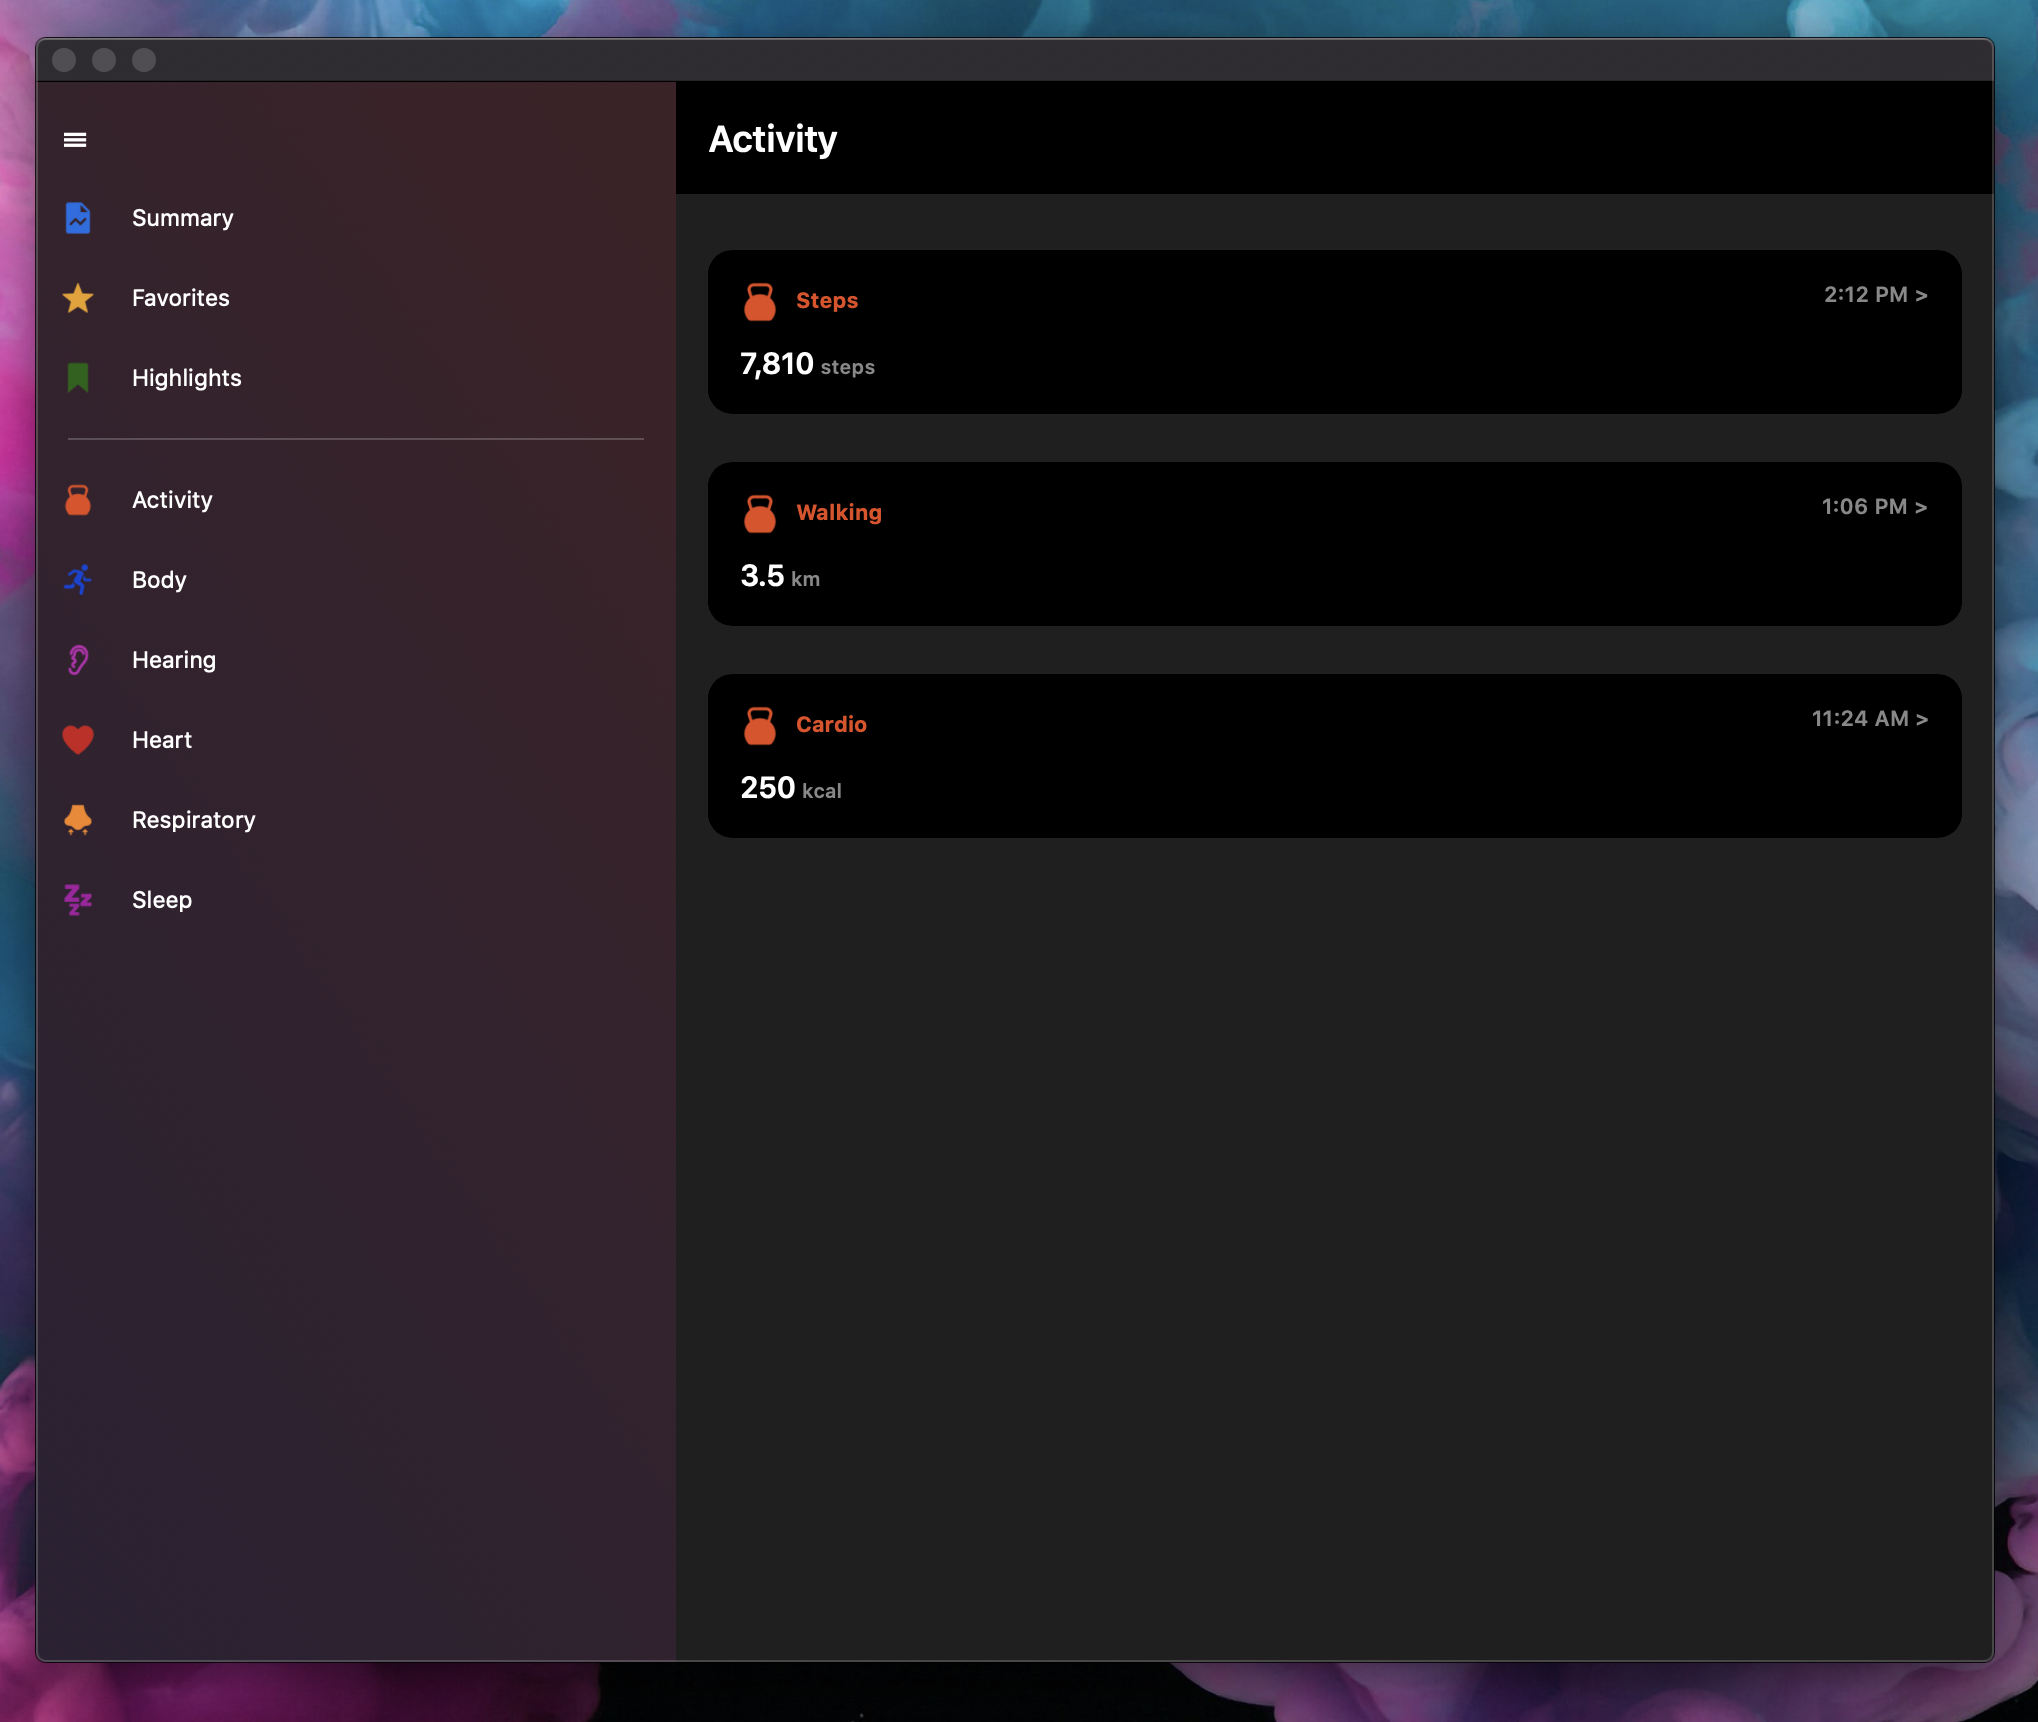 Summary
Favorites
Highlights
Activity
Body
Hearing
Heart
Respiratory
Sleep
Activity
Steps
2:12 PM >
7,810 steps
Walking
1:06 PM >
3.5 km
Cardio
11:24 AM >
250 kcal